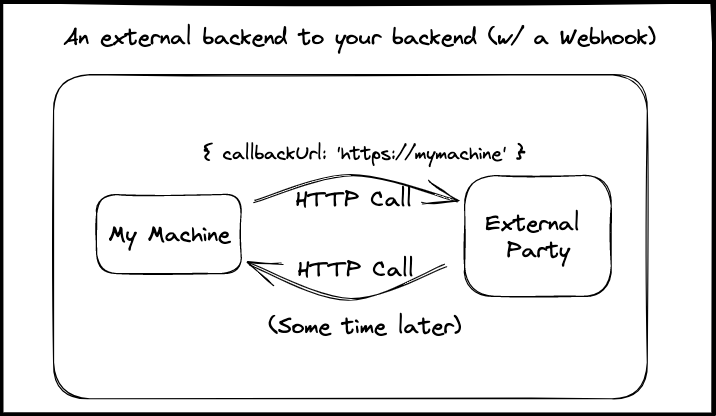 An external backend to your backend (w/ a Webhook)
{ callbackUrl: 'https://mymachine' }
HTTP Call
My Machine
External
Party
HTTP Call
(Some time later)